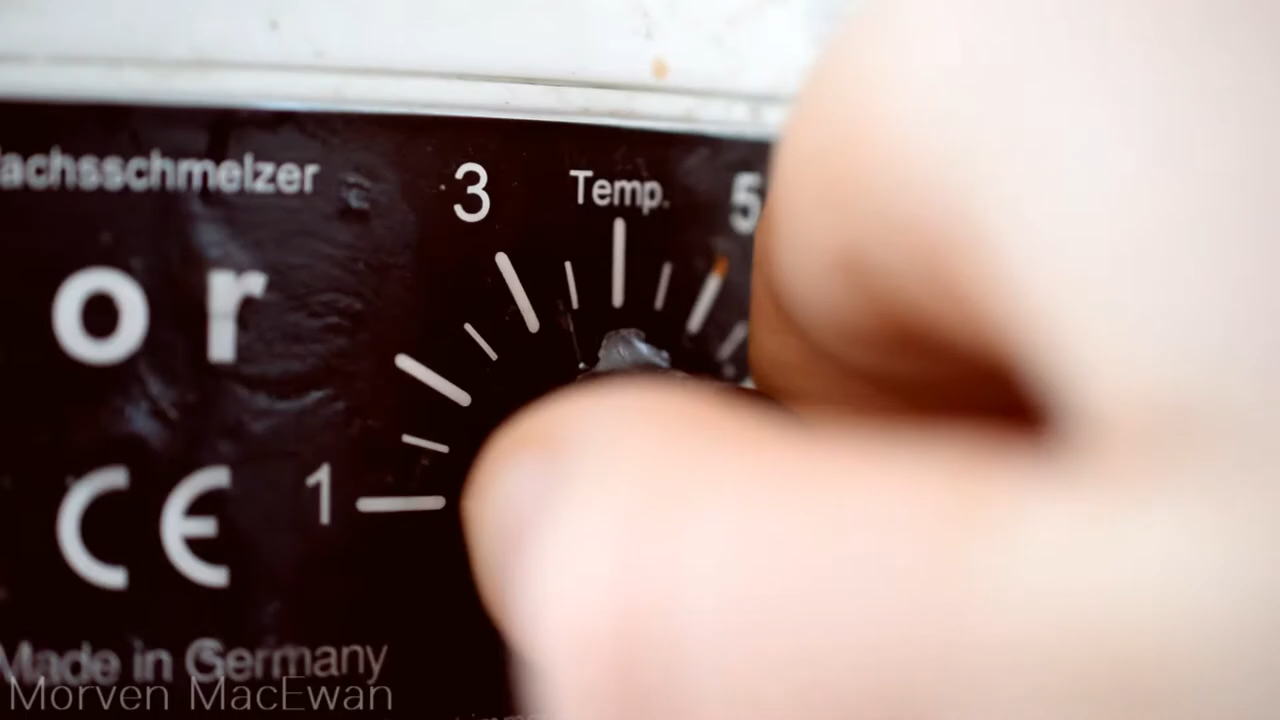 achsschmelzer
3 Temp. 5
or
1
CE
Made in Germany
Morven MacEwan